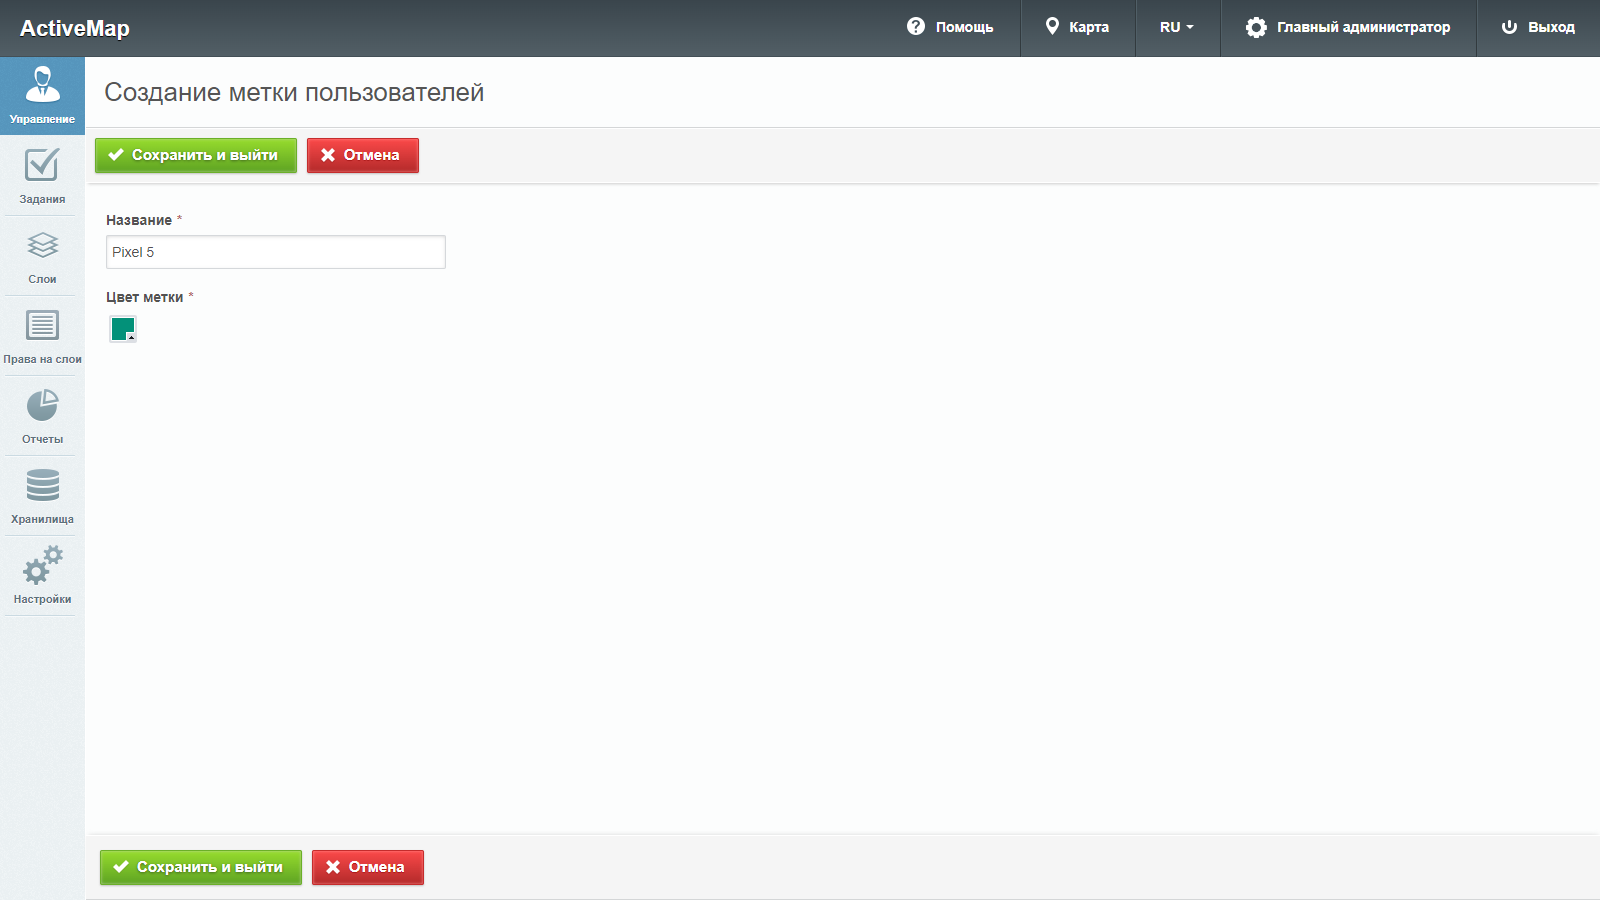 ActiveMap
Помощь
Карта
RU
Главный администратор
Выход
Управление
Задания
Слои
Права на слои
Отчеты
Хранилища
Настройки
Создание метки пользователей
Сохранить и выйти
Отмена
Название *
Pixel 5
Цвет метки *
Сохранить и выйти
Отмена